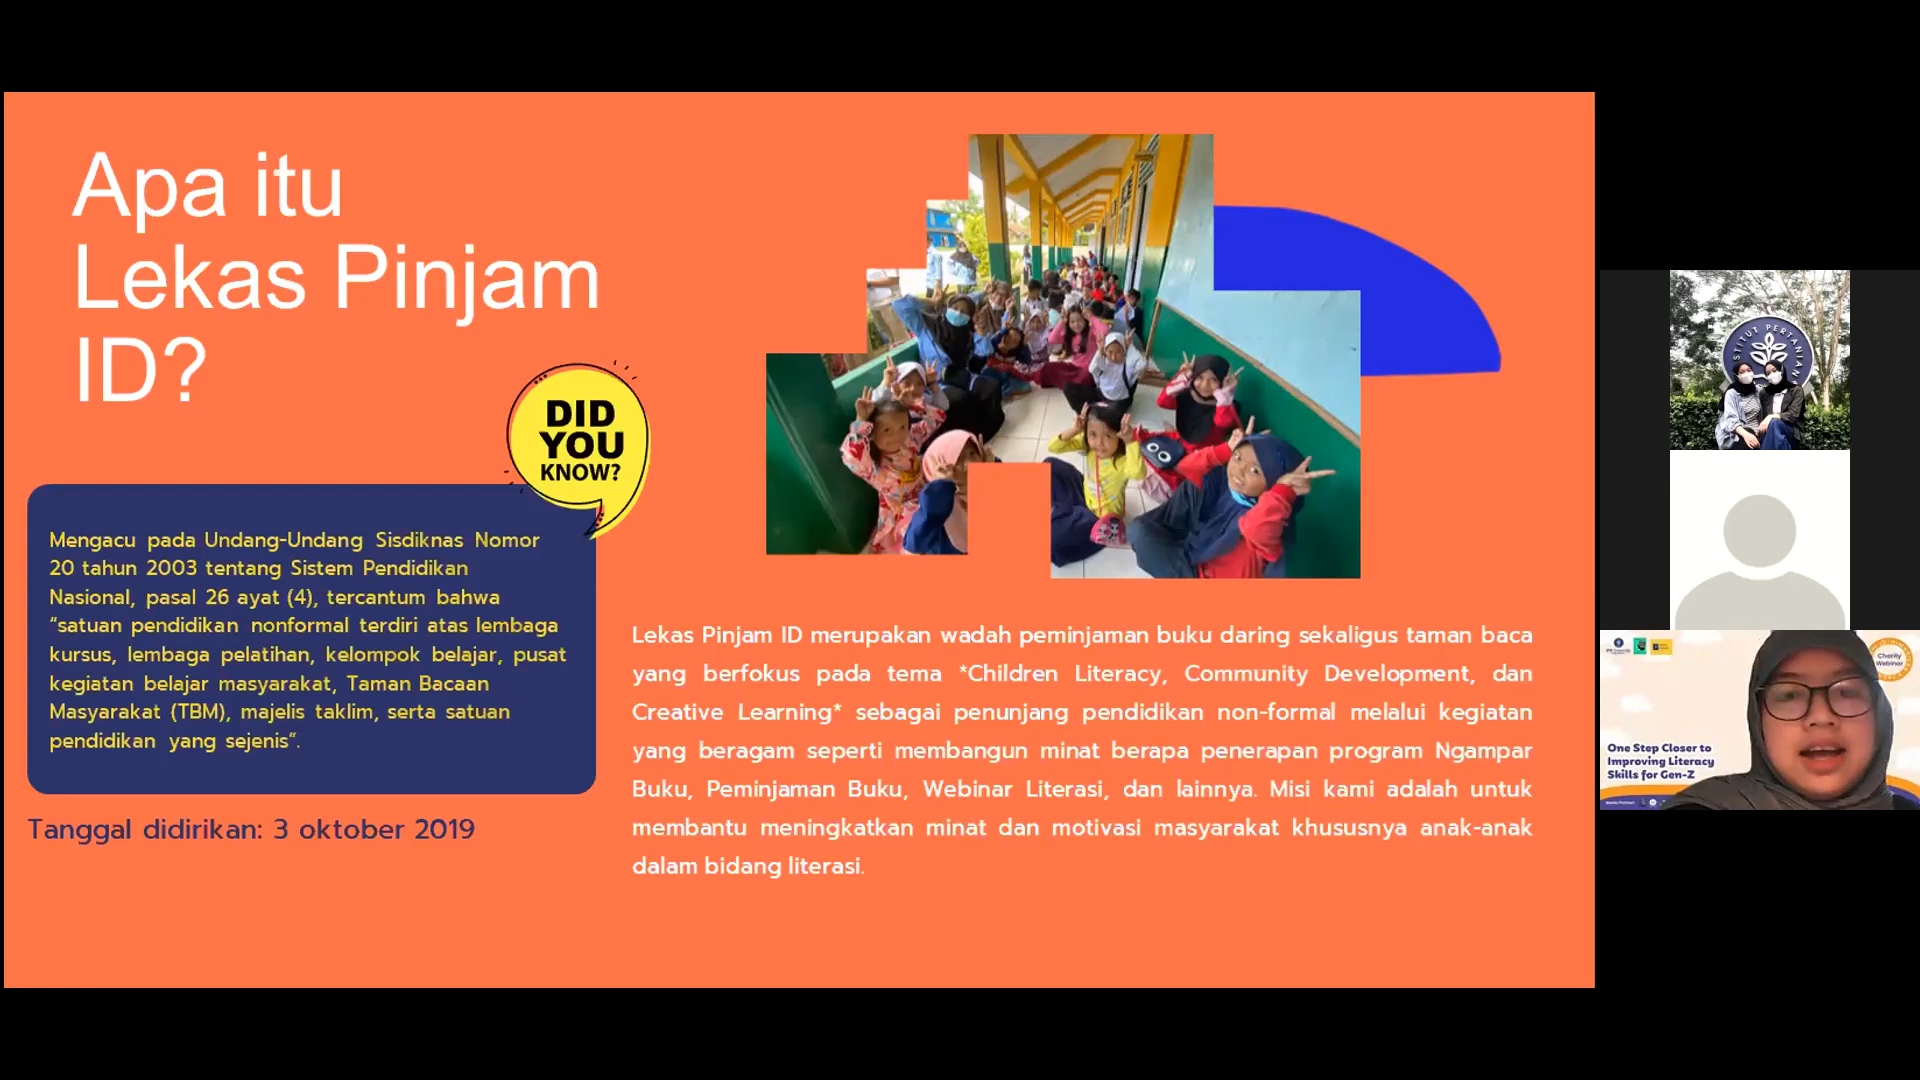 Apa itu
Lekas Pinjam
ID?
DID
YOU
KNOW?
Mengacu pada Undang-Undang Sisdiknas Nomor
20 tahun 2003 tentang Sistem Pendidikan
Nasional, pasal 26 ayat (4), tercantum bahwa
“satuan pendidikan nonformal terdiri atas lembaga
kursus, lembaga pelatihan, kelompok belajar, pusat
kegiatan belajar masyarakat, Taman Bacaan
Masyarakat (TBM), majelis taklim, serta satuan
pendidikan yang sejenis”.
Tanggal didirikan: 3 oktober 2019
Lekas Pinjam ID merupakan wadah peminjaman buku daring sekaligus taman baca
yang berfokus pada tema *Children Literacy, Community Development, dan
Creative Learning* sebagai penunjang pendidikan non-formal melalui kegiatan
yang beragam seperti membangun minat berapa penerapan program Ngampar
Buku, Peminjaman Buku, Webinar Literasi, dan lainnya. Misi kami adalah untuk
membantu meningkatkan minat dan motivasi masyarakat khususnya anak-anak
dalam bidang literasi.
STITUT PERTANIAN
Charity
Webinar
One Step Closer to
Improving Literacy
Skills for Gen-Z